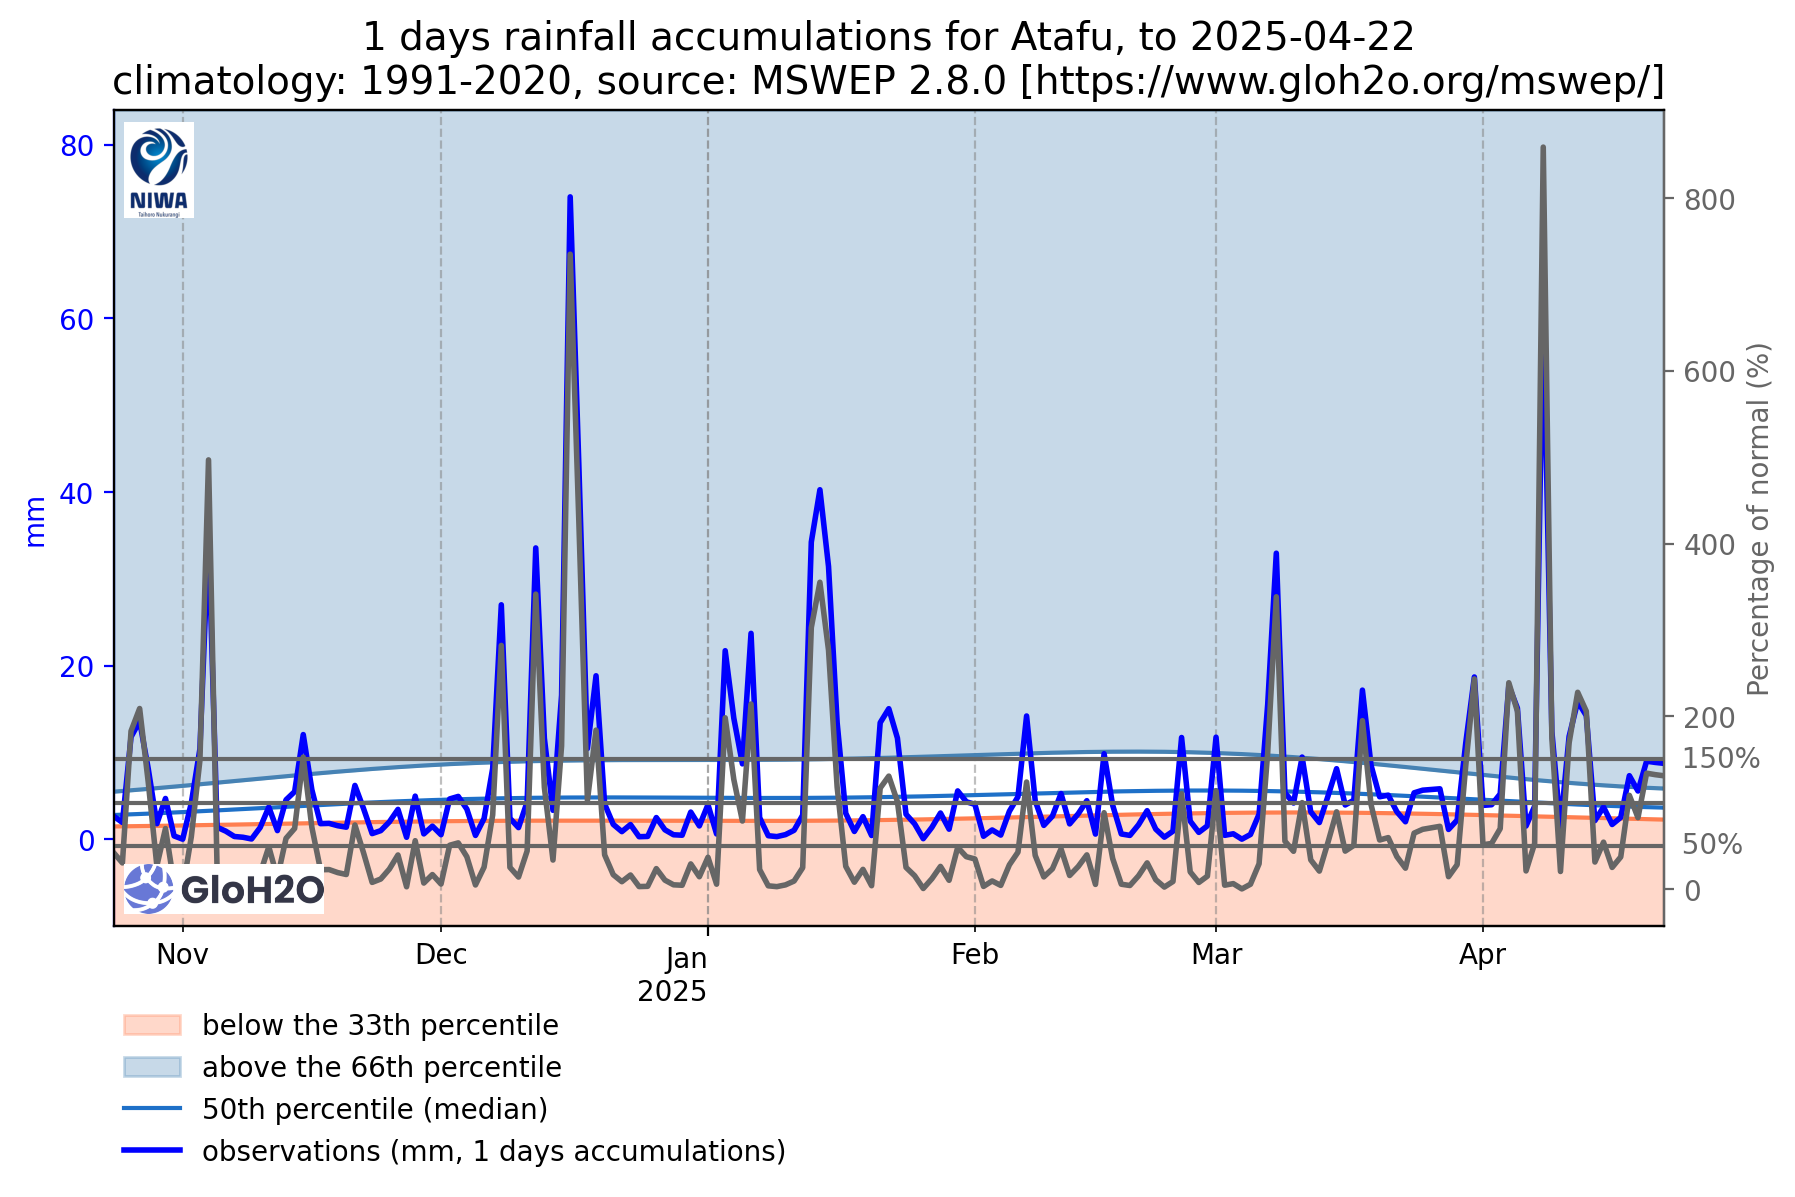 1 days rainfall accumulations for Atafu, to 2025-04-22
climatology: 1991-2020, source: MSWEP 2.8.0 [https://www.gloh2o.org/mswep/]
80
60
40
20
0
mm
NIWA
Taihoro Nukurangi
GloH2O
800
600
400
200
150%
50%
0
Percentage of normal (%)
Nov
Dec
Jan
2025
Feb
Mar
Apr
below the 33th percentile
above the 66th percentile
50th percentile (median)
observations (mm, 1 days accumulations)